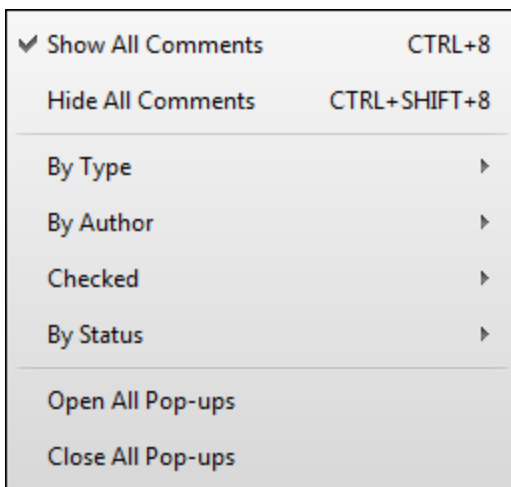 Show All Comments CTRL+8
Hide All Comments CTRL+SHIFT+8
By Type
By Author
Checked
By Status
Open All Pop-ups
Close All Pop-ups